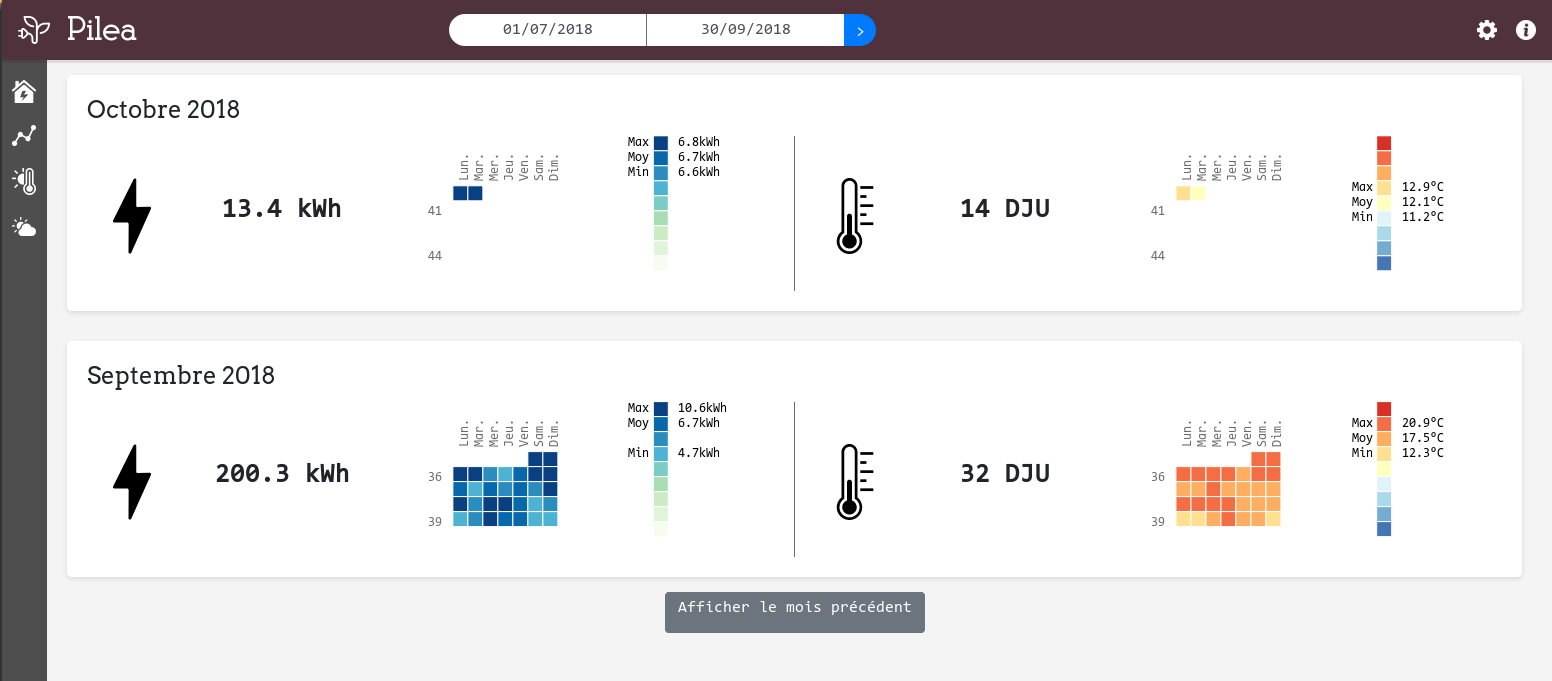 Pilea
01/07/2018
30/09/2018
>
Octobre 2018
13.4 kWh
Lun. Mar. Mer. Jeu. Ven. Sam. Dim.
41
44
Max 6.8kWh
Moy 6.7kWh
Min 6.6kWh
14 DJU
Lun. Mar. Mer. Jeu. Ven. Sam. Dim.
41
44
Max 12.9°C
Moy 12.1°C
Min 11.2°C
Septembre 2018
200.3 kWh
Lun. Mar. Mer. Jeu. Ven. Sam. Dim.
36
39
Max 10.6kWh
Moy 6.7kWh
Min 4.7kWh
32 DJU
Lun. Mar. Mer. Jeu. Ven. Sam. Dim.
36
39
Max 20.9°C
Moy 17.5°C
Min 12.3°C
Afficher le mois précédent